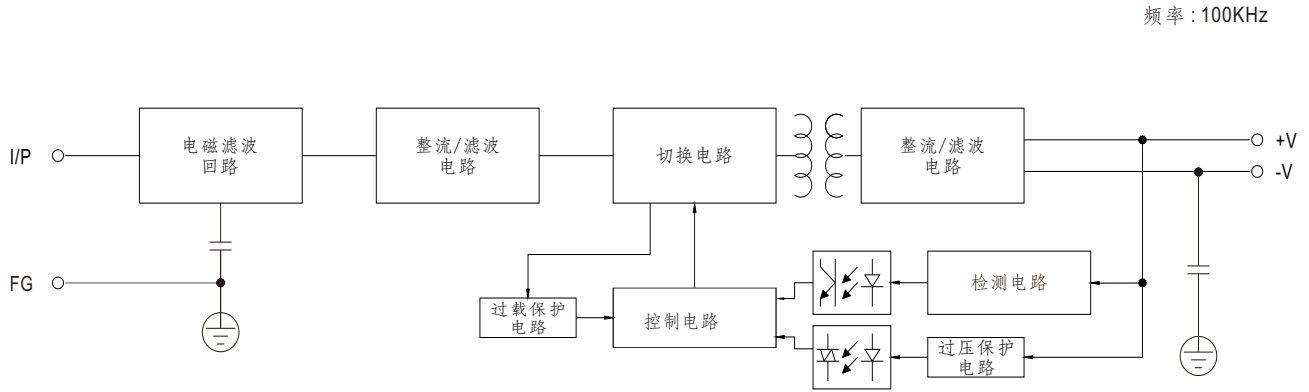 频率 : 100KHz
I/P
电磁滤波
回路
整流/滤波
电路
切换电路
整流/滤波
电路
+V
-V
FG
过载保护
电路
控制电路
检测电路
过压保护
电路